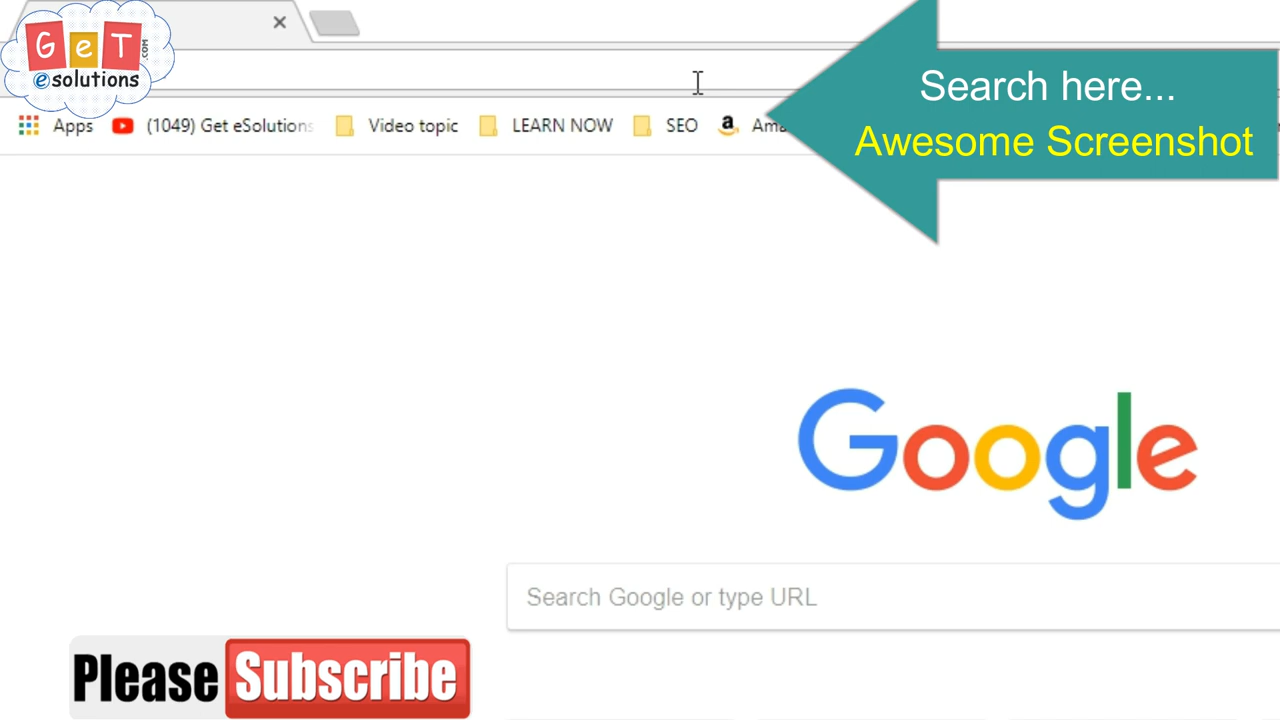 GeT
.COM
esolutions
Search here...
Awesome Screenshot
Apps
(1049) Get eSolutions
Video topic
LEARN NOW
SEO
Google
Search Google or type URL
Please Subscribe